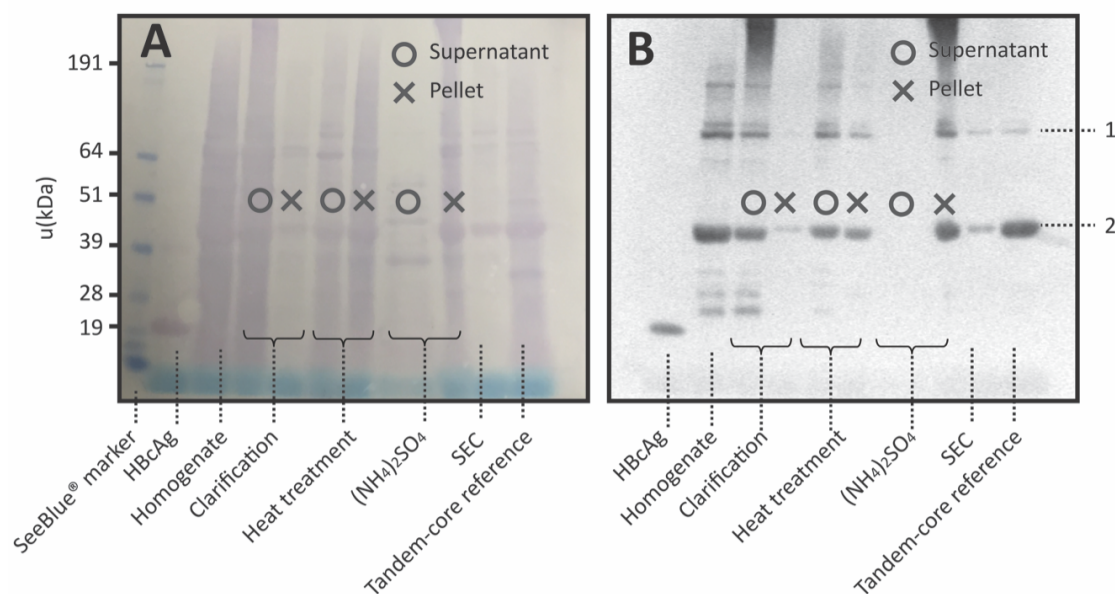 A
Supernatant
Pellet
B
Supernatant
Pellet
191
64
51
39
28
19
u(kDa)
1
2
SeeBlue® marker
HBcAg
Homogenate
Clarification
Heat treatment
(NH₄)₂SO₄
SEC
Tandem-core reference
HBcAg
Homogenate
Clarification
Heat treatment
(NH₄)₂SO₄
SEC
Tandem-core reference